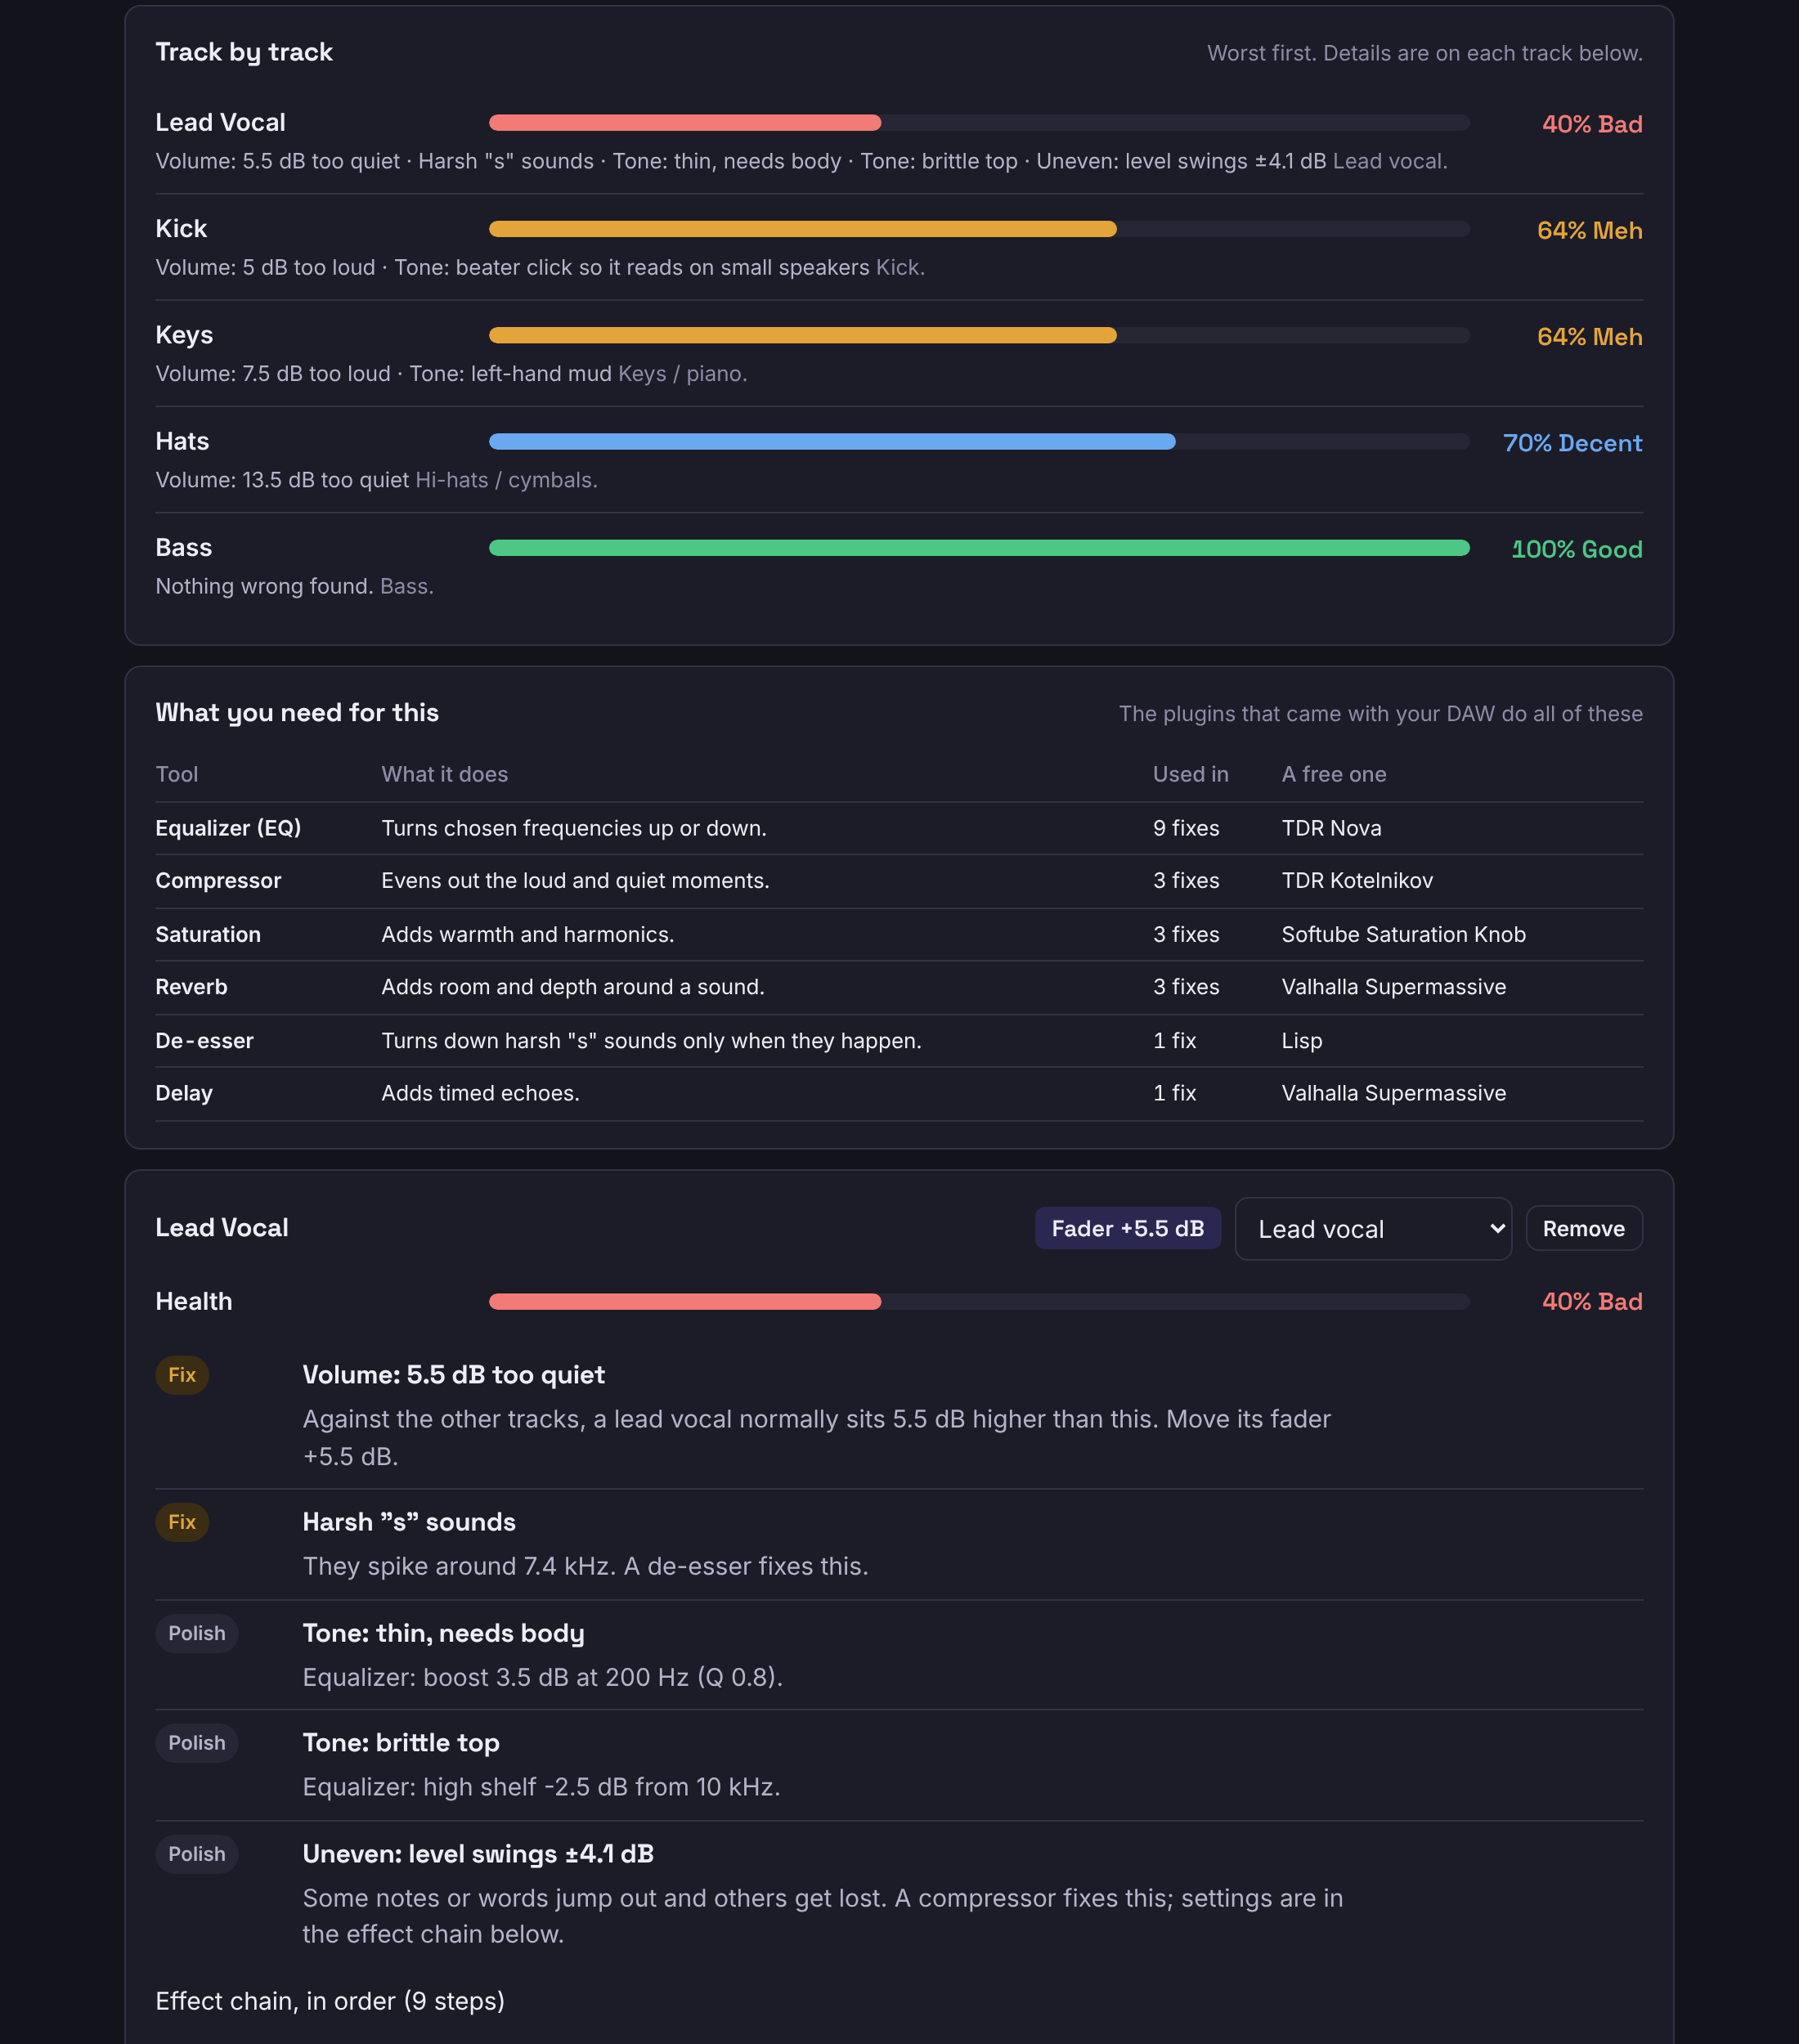 Track by track
Worst first. Details are on each track below.
Lead Vocal
40% Bad
Volume: 5.5 dB too quiet · Harsh "s" sounds · Tone: thin, needs body · Tone: brittle top · Uneven: level swings ±4.1 dB Lead vocal.
Kick
64% Meh
Volume: 5 dB too loud · Tone: beater click so it reads on small speakers Kick.
Keys
64% Meh
Volume: 7.5 dB too loud · Tone: left-hand mud Keys / piano.
Hats
70% Decent
Volume: 13.5 dB too quiet Hi-hats / cymbals.
Bass
100% Good
Nothing wrong found. Bass.
What you need for this
The plugins that came with your DAW do all of these
Tool What it does Used in A free one
Equalizer (EQ) Turns chosen frequencies up or down. 9 fixes TDR Nova
Compressor Evens out the loud and quiet moments. 3 fixes TDR Kotelnikov
Saturation Adds warmth and harmonics. 3 fixes Softube Saturation Knob
Reverb Adds room and depth around a sound. 3 fixes Valhalla Supermassive
De-esser Turns down harsh "s" sounds only when they happen. 1 fix Lisp
Delay Adds timed echoes. 1 fix Valhalla Supermassive
Lead Vocal
Fader +5.5 dB
Lead vocal
Remove
Health
40% Bad
Fix
Volume: 5.5 dB too quiet
Against the other tracks, a lead vocal normally sits 5.5 dB higher than this. Move its fader
+5.5 dB.
Fix
Harsh ”s” sounds
They spike around 7.4 kHz. A de-esser fixes this.
Polish
Tone: thin, needs body
Equalizer: boost 3.5 dB at 200 Hz (Q 0.8).
Polish
Tone: brittle top
Equalizer: high shelf -2.5 dB from 10 kHz.
Polish
Uneven: level swings ±4.1 dB
Some notes or words jump out and others get lost. A compressor fixes this; settings are in
the effect chain below.
Effect chain, in order (9 steps)